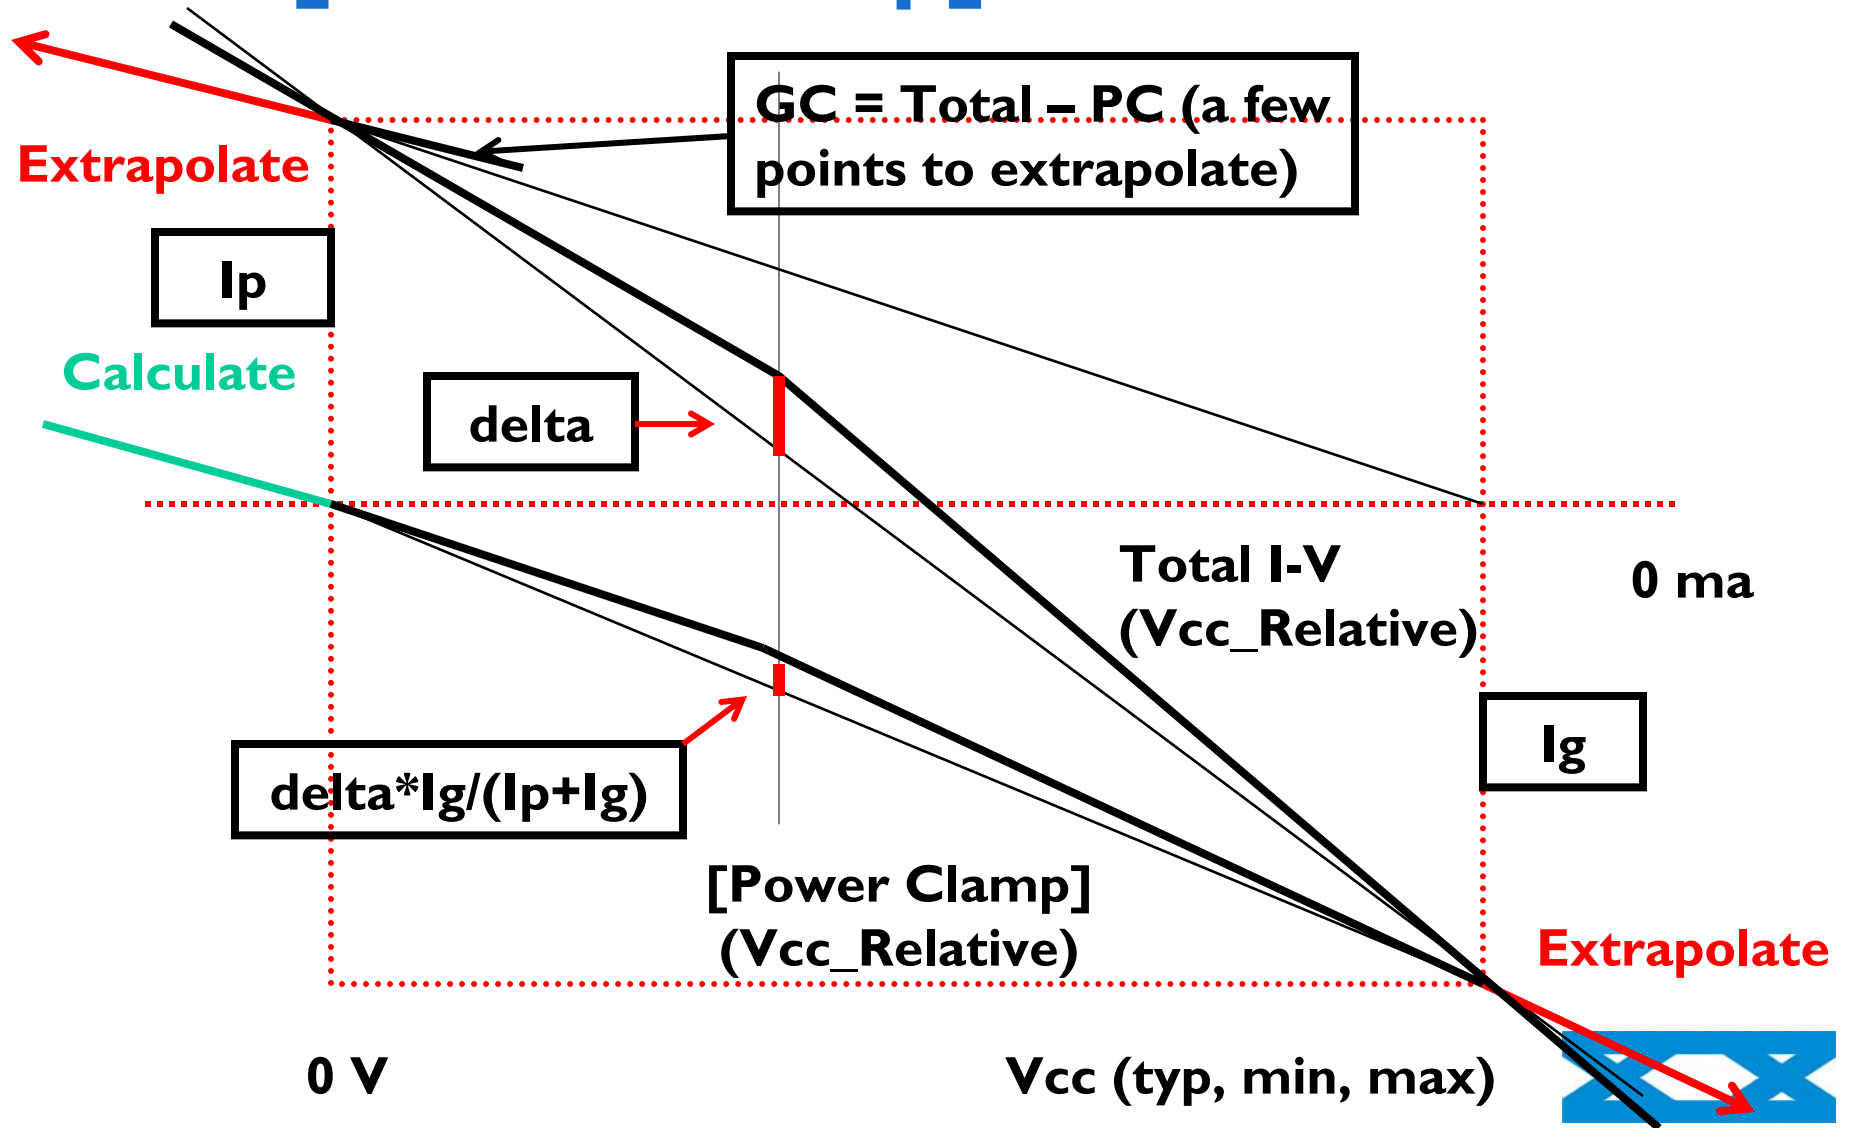 GC = Total – PC (a few
points to extrapolate)
Extrapolate
Ip
Calculate
delta
Total I-V
(Vcc_Relative)
0 ma
Ig
delta*Ig/(Ip+Ig)
[Power Clamp]
(Vcc_Relative)
Extrapolate
0 V
Vcc (typ, min, max)